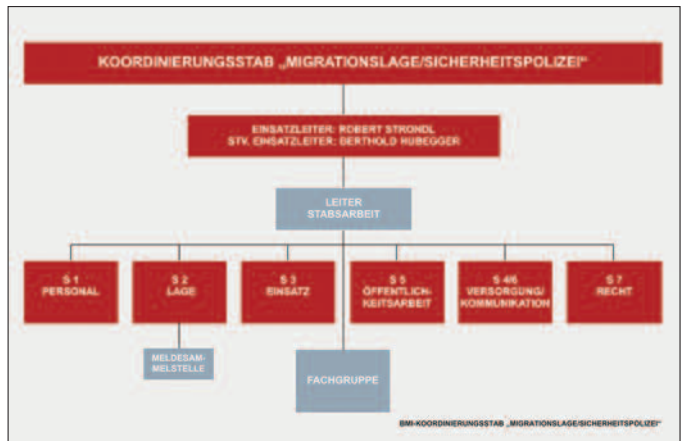 KOORDINIERUNGSSTAB „MIGRATIONSLAGE/SICHERHEITSPOLIZEI“
EINSATZLEITER: ROBERT STRONDL
STV. EINSATZLEITER: BERTHOLD HUBEGGER
LEITER
STABSARBEIT
S 1
PERSONAL
S 2
LAGE
S 3
EINSATZ
S 5
ÖFFENTLICH-
KEITSARBEIT
S 4/6
VERSORGUNG/
KOMMUNIKATION
S 7
RECHT
MELDESAM-
MELSTELLE
FACHGRUPPE
BMI-KOORDINIERUNGSSTAB „MIGRATIONSLAGE/SICHERHEITSPOLIZEI“